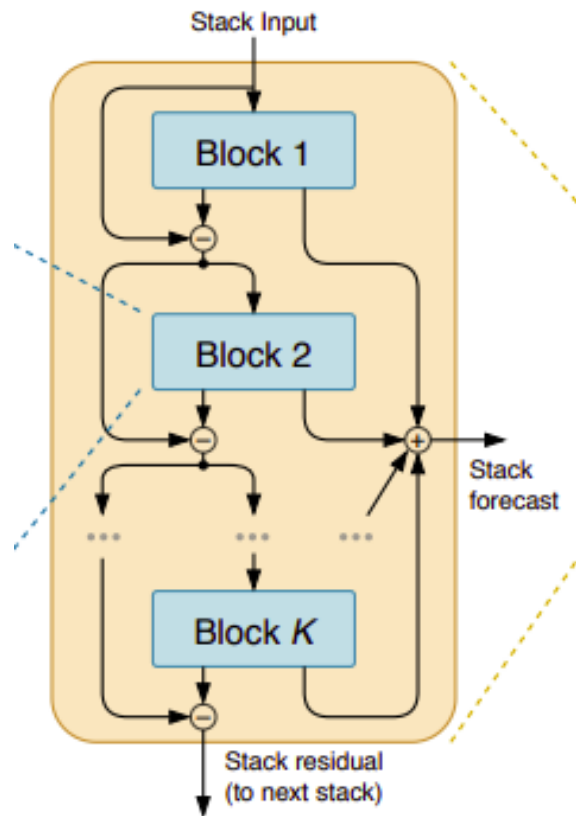 Stack Input
Block 1
−
Block 2
−
+
Stack
forecast
...
...
...
Block K
−
Stack residual
(to next stack)